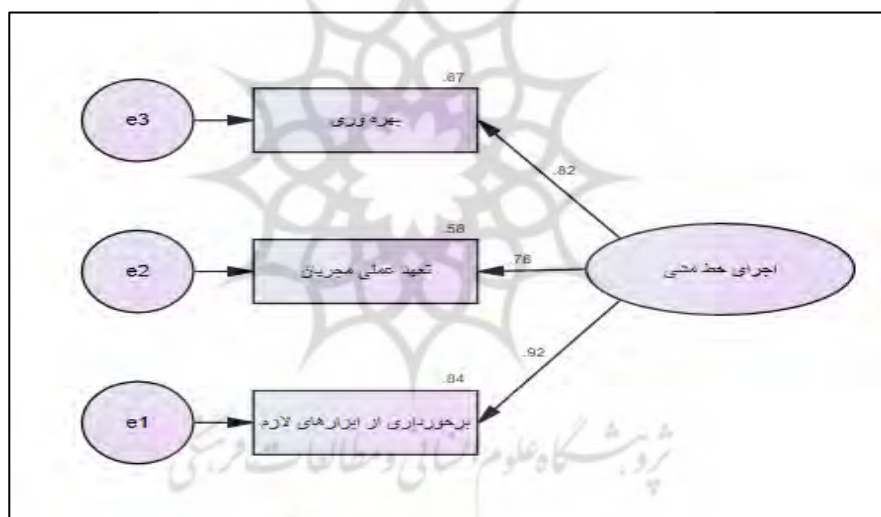 .67
e3
بهره وری
.82
.58
e2
تعهد عملی مجریان
.76
اجرای خط مشی
.92
.84
e1
برخورداری از ابزارهای لازم
پژوهشگاه علوم انسانی و مطالعات فرهنگی